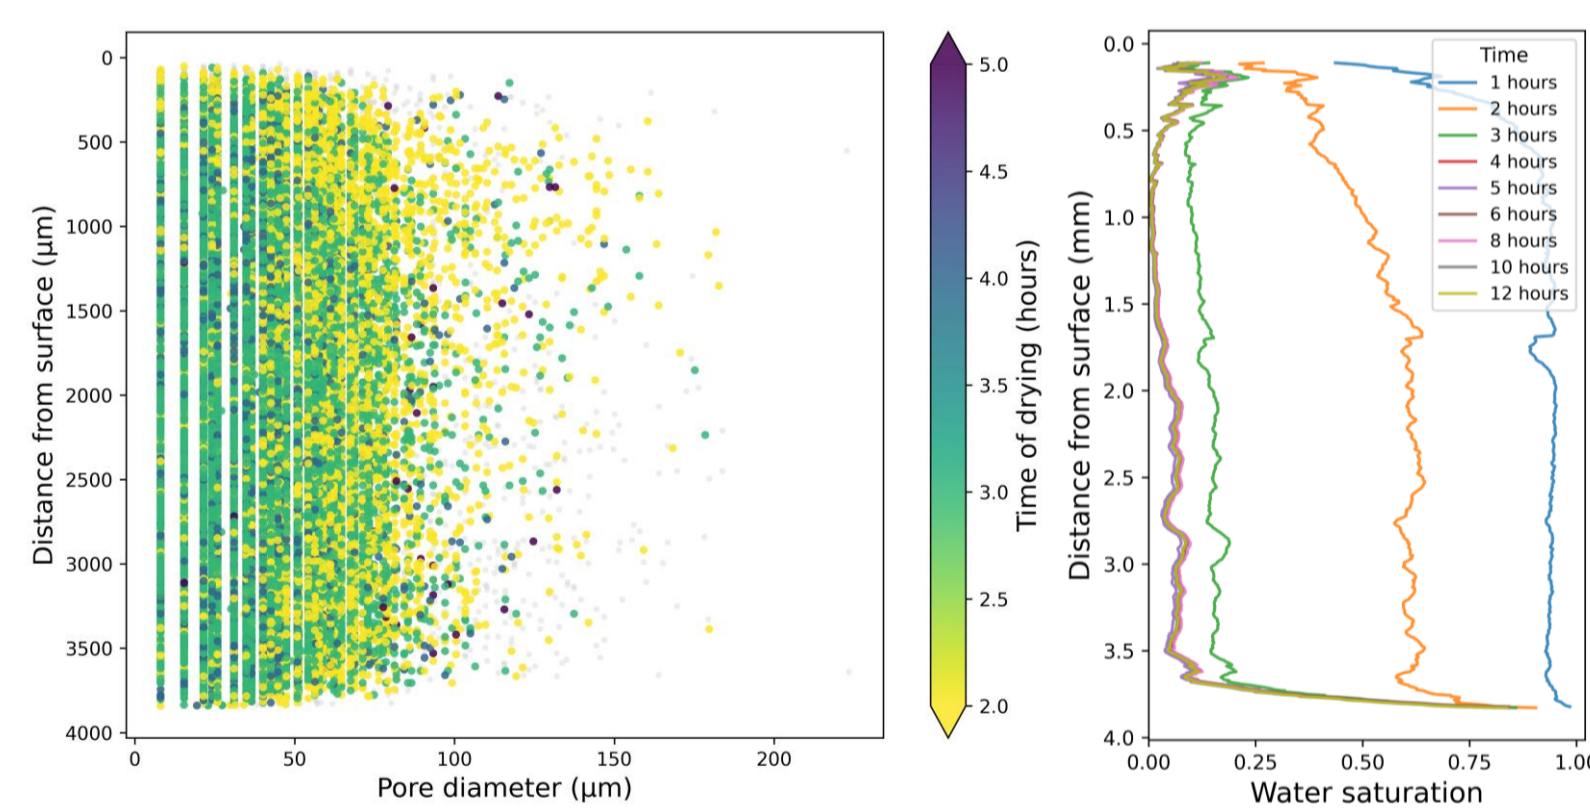 0
500
1000
1500
2000
2500
3000
3500
4000
Distance from surface (µm)
0
50
100
150
200
Pore diameter (µm)
5.0
4.5
4.0
3.5
3.0
2.5
2.0
Time of drying (hours)
0.0
0.5
1.0
1.5
2.0
2.5
3.0
3.5
4.0
Distance from surface (mm)
Time
1 hours
2 hours
3 hours
4 hours
5 hours
6 hours
8 hours
10 hours
12 hours
0.00
0.25
0.50
0.75
1.00
Water saturation